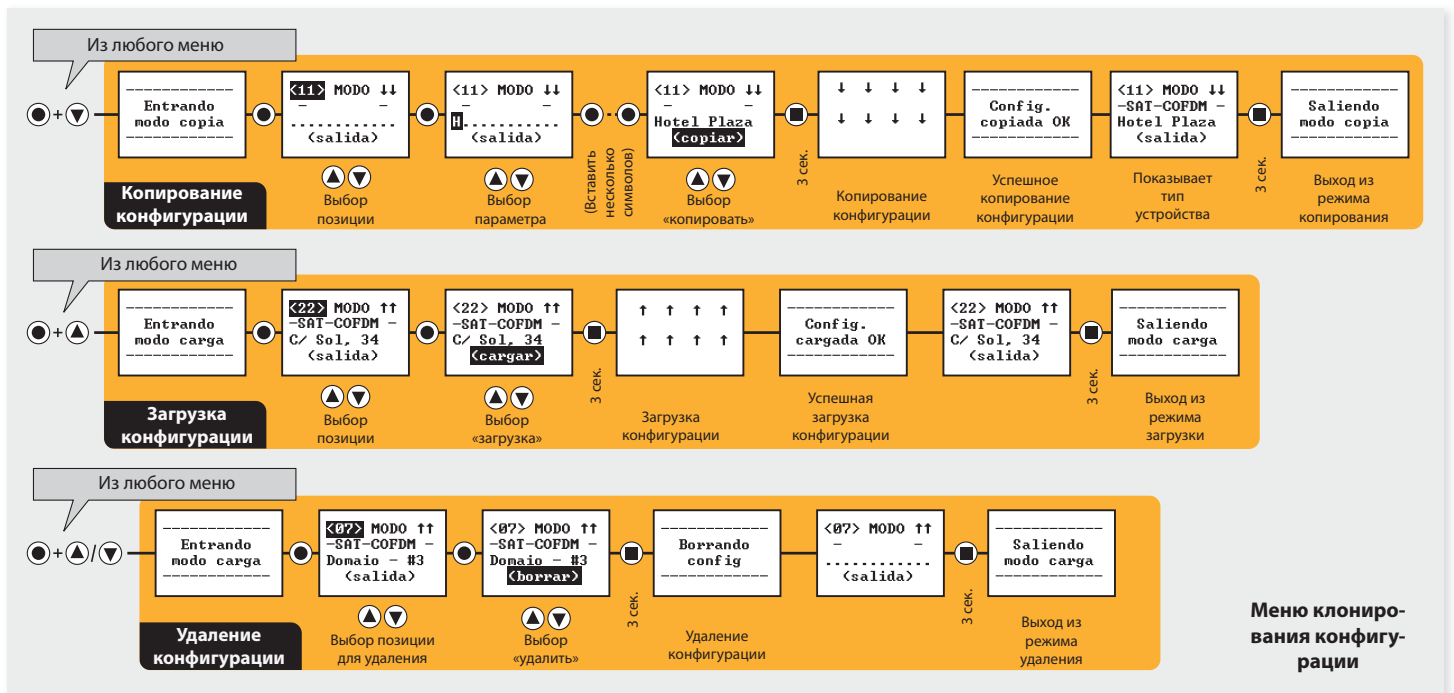 Из любого меню
+
------------
Entrando
modo copia
------------
<11> MODO ↓↓
- -
............
(salida)
Выбор
позиции
<11> MODO ↓↓
- -
H...........
(salida)
Выбор
параметра
(Вставить
несколько
символов)
<11> MODO ↓↓
- -
Hotel Plaza
(copiar)
Выбор
«копировать»
3 сек.
↓ ↓ ↓ ↓
↓ ↓ ↓ ↓
Копирование
конфигурации
------------
Config.
copiada OK
------------
Успешное
копирование
конфигурации
<11> MODO ↓↓
-SAT-COFDM -
Hotel Plaza
(salida)
Показывает
тип
устройства
3 сек.
------------
Saliendo
modo copia
------------
Выход из
режима
копирования
Копирование
конфигурации
Из любого меню
+
------------
Entrando
modo carga
------------
<22> MODO ↑↑
-SAT-COFDM -
C/ Sol, 34
(salida)
Выбор
позиции
<22> MODO ↑↑
-SAT-COFDM -
C/ Sol, 34
(cargar)
Выбор
«загрузка»
3 сек.
↑ ↑ ↑ ↑
↑ ↑ ↑ ↑
Загрузка
конфигурации
------------
Config.
cargada OK
------------
Успешная
загрузка
конфигурации
<22> MODO ↑↑
-SAT-COFDM -
C/ Sol, 34
(salida)
3 сек.
------------
Saliendo
modo carga
------------
Выход из
режима
загрузки
Загрузка
конфигурации
Из любого меню
+ /
------------
Entrando
modo carga
------------
<07> MODO ↑↑
-SAT-COFDM -
Domaio - #3
(salida)
Выбор позиции
для удаления
<07> MODO ↑↑
-SAT-COFDM -
Domaio - #3
(borrar)
Выбор
«удалить»
3 сек.
------------
Borrando
config
------------
Удаление
конфигурации
<07> MODO ↑↑
- -
............
(salida)
3 сек.
------------
Saliendo
modo carga
------------
Выход из
режима
удаления
Удаление
конфигурации
Меню клониро-
вания конфигу-
рации